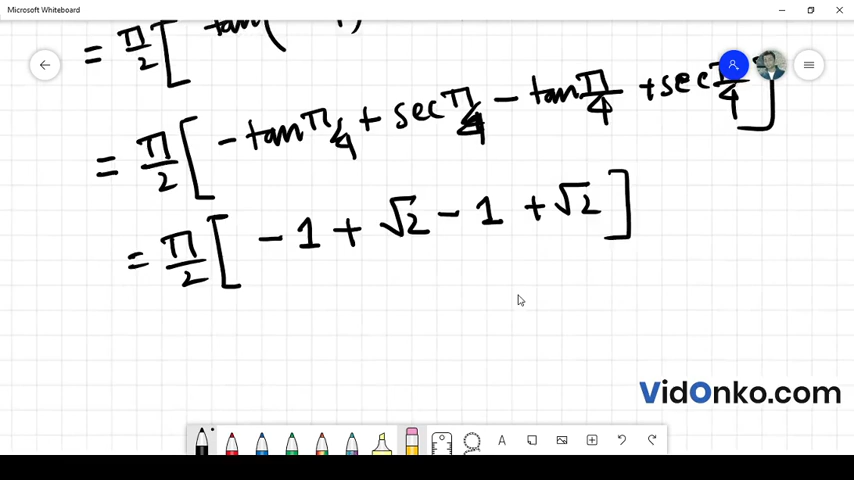 Microsoft Whiteboard
= π/2 [ tan(
= π/2 [ - tan π/4 + sec π/4 - tan π/4 + sec π/4 ]
= π/2 [ - 1 + √2 - 1 + √2 ]
VidOnko.com
A